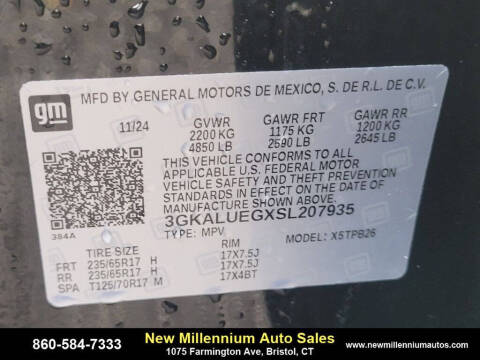 gm
MFD BY GENERAL MOTORS DE MEXICO, S. DE R.L. DE C.V.
11/24 GVWR GAWR FRT GAWR RR
2200 KG 1175 KG 1200 KG
4850 LB 2590 LB 2645 LB
THIS VEHICLE CONFORMS TO ALL
APPLICABLE U.S. FEDERAL MOTOR
VEHICLE SAFETY AND THEFT PREVENTION
STANDARDS IN EFFECT ON THE DATE OF
MANUFACTURE SHOWN ABOVE.
3GKALUEGXSL207935
384A
TYPE: MPV MODEL: X5TPB26
TIRE SIZE RIM
FRT 235/65R17 H 17X7.5J
RR 235/65R17 H 17X7.5J
SPA T125/70R17 M 17X4BT
860-584-7333
New Millennium Auto Sales
1075 Farmington Ave, Bristol, CT
www.newmillenniumautos.com